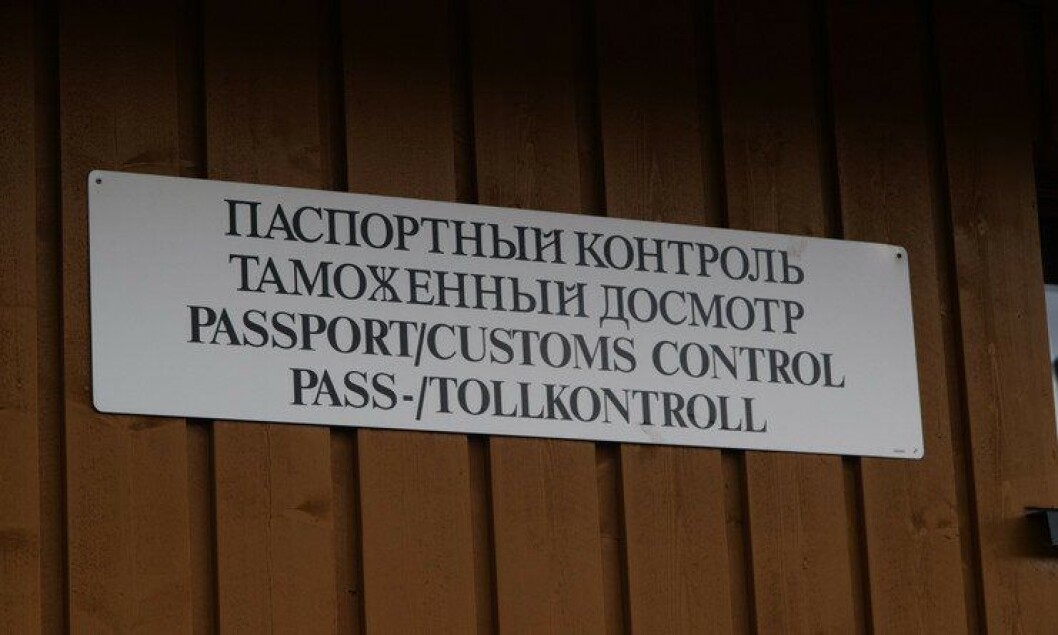 ПАСПОРТНЫЙ КОНТРОЛЬ
ТАМОЖЕННЫЙ ДОСМОТР
PASSPORT/CUSTOMS CONTROL
PASS-/TOLLKONTROLL